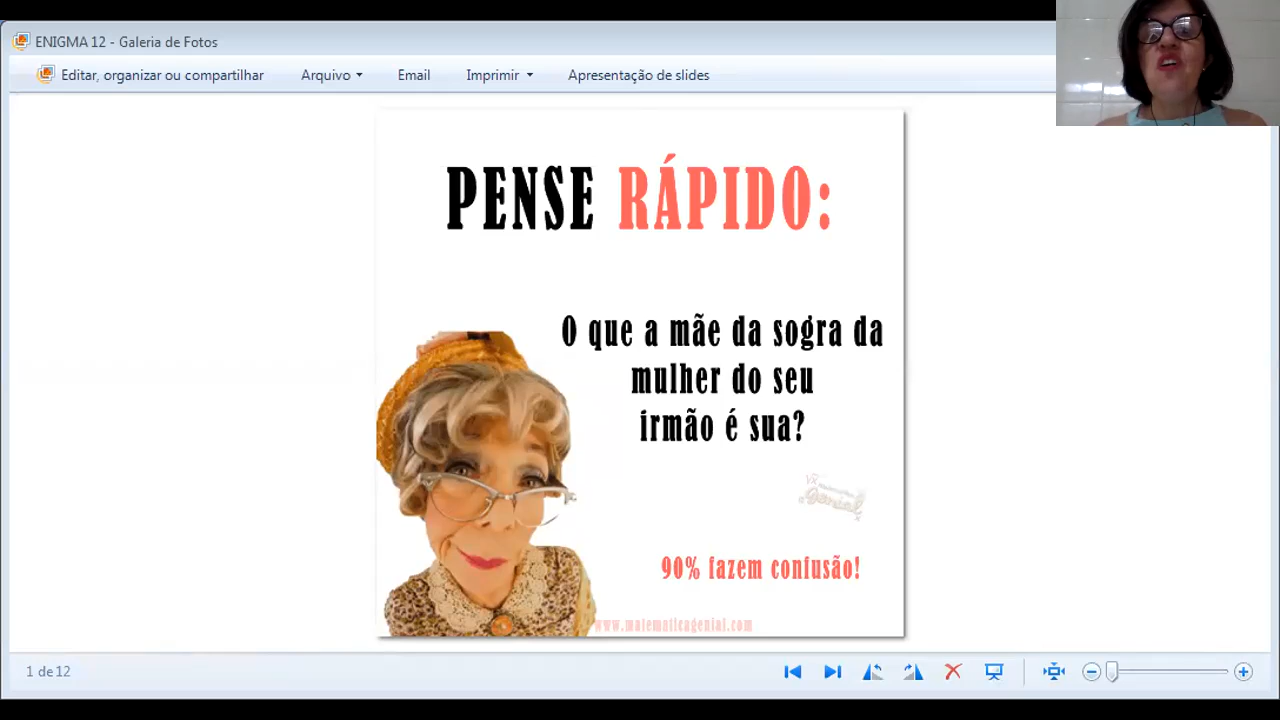 ENIGMA 12 - Galeria de Fotos
Editar, organizar ou compartilhar Arquivo Email Imprimir Apresentação de slides
PENSE RÁPIDO:
O que a mãe da sogra da
mulher do seu
irmão é sua?
Genial
90% fazem confusão!
www.matematicagenial.com
1 de 12